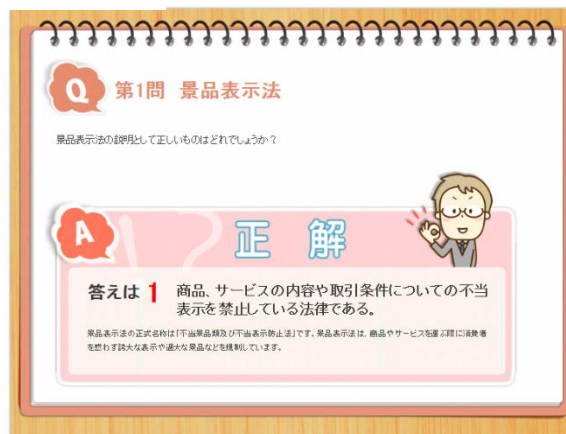 Q 第1問 景品表示法
景品表示法の説明として正しいものはどれでしょうか？
A 正解
答えは 1 商品、サービスの内容や取引条件についての不当
表示を禁止している法律である。
景品表示法の正式名称は「不当景品類及び不当表示防止法」です。景品表示法は、商品やサービスを選ぶ際に消費者
を惑わす誇大な表示や過大な景品などを規制しています。